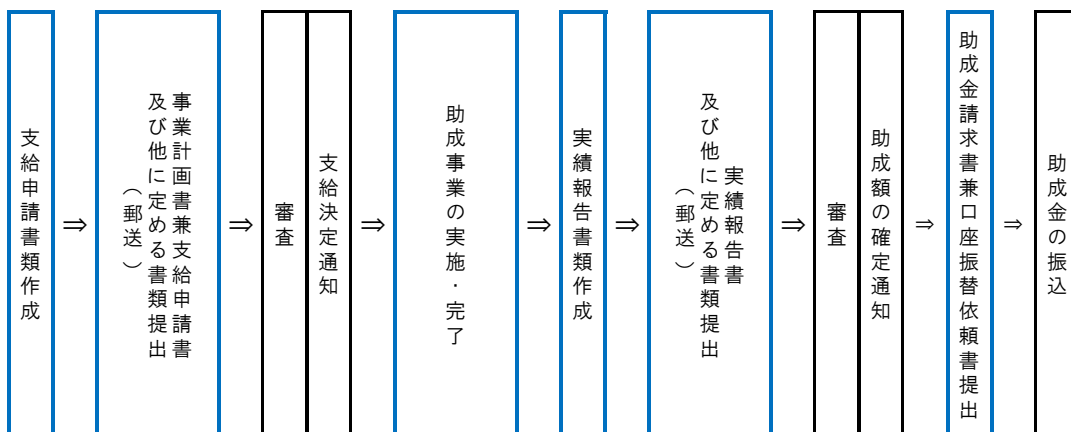 支給申請書類作成
⇒
事業計画書兼支給申請書
及び他に定める書類提出
（郵送）
⇒
審査
支給決定通知
⇒
助成事業の実施・完了
⇒
実績報告書類作成
⇒
実績報告書
及び他に定める書類提出
（郵送）
⇒
審査
助成額の確定通知
⇒
助成金請求書兼口座振替依頼書提出
⇒
助成金の振込